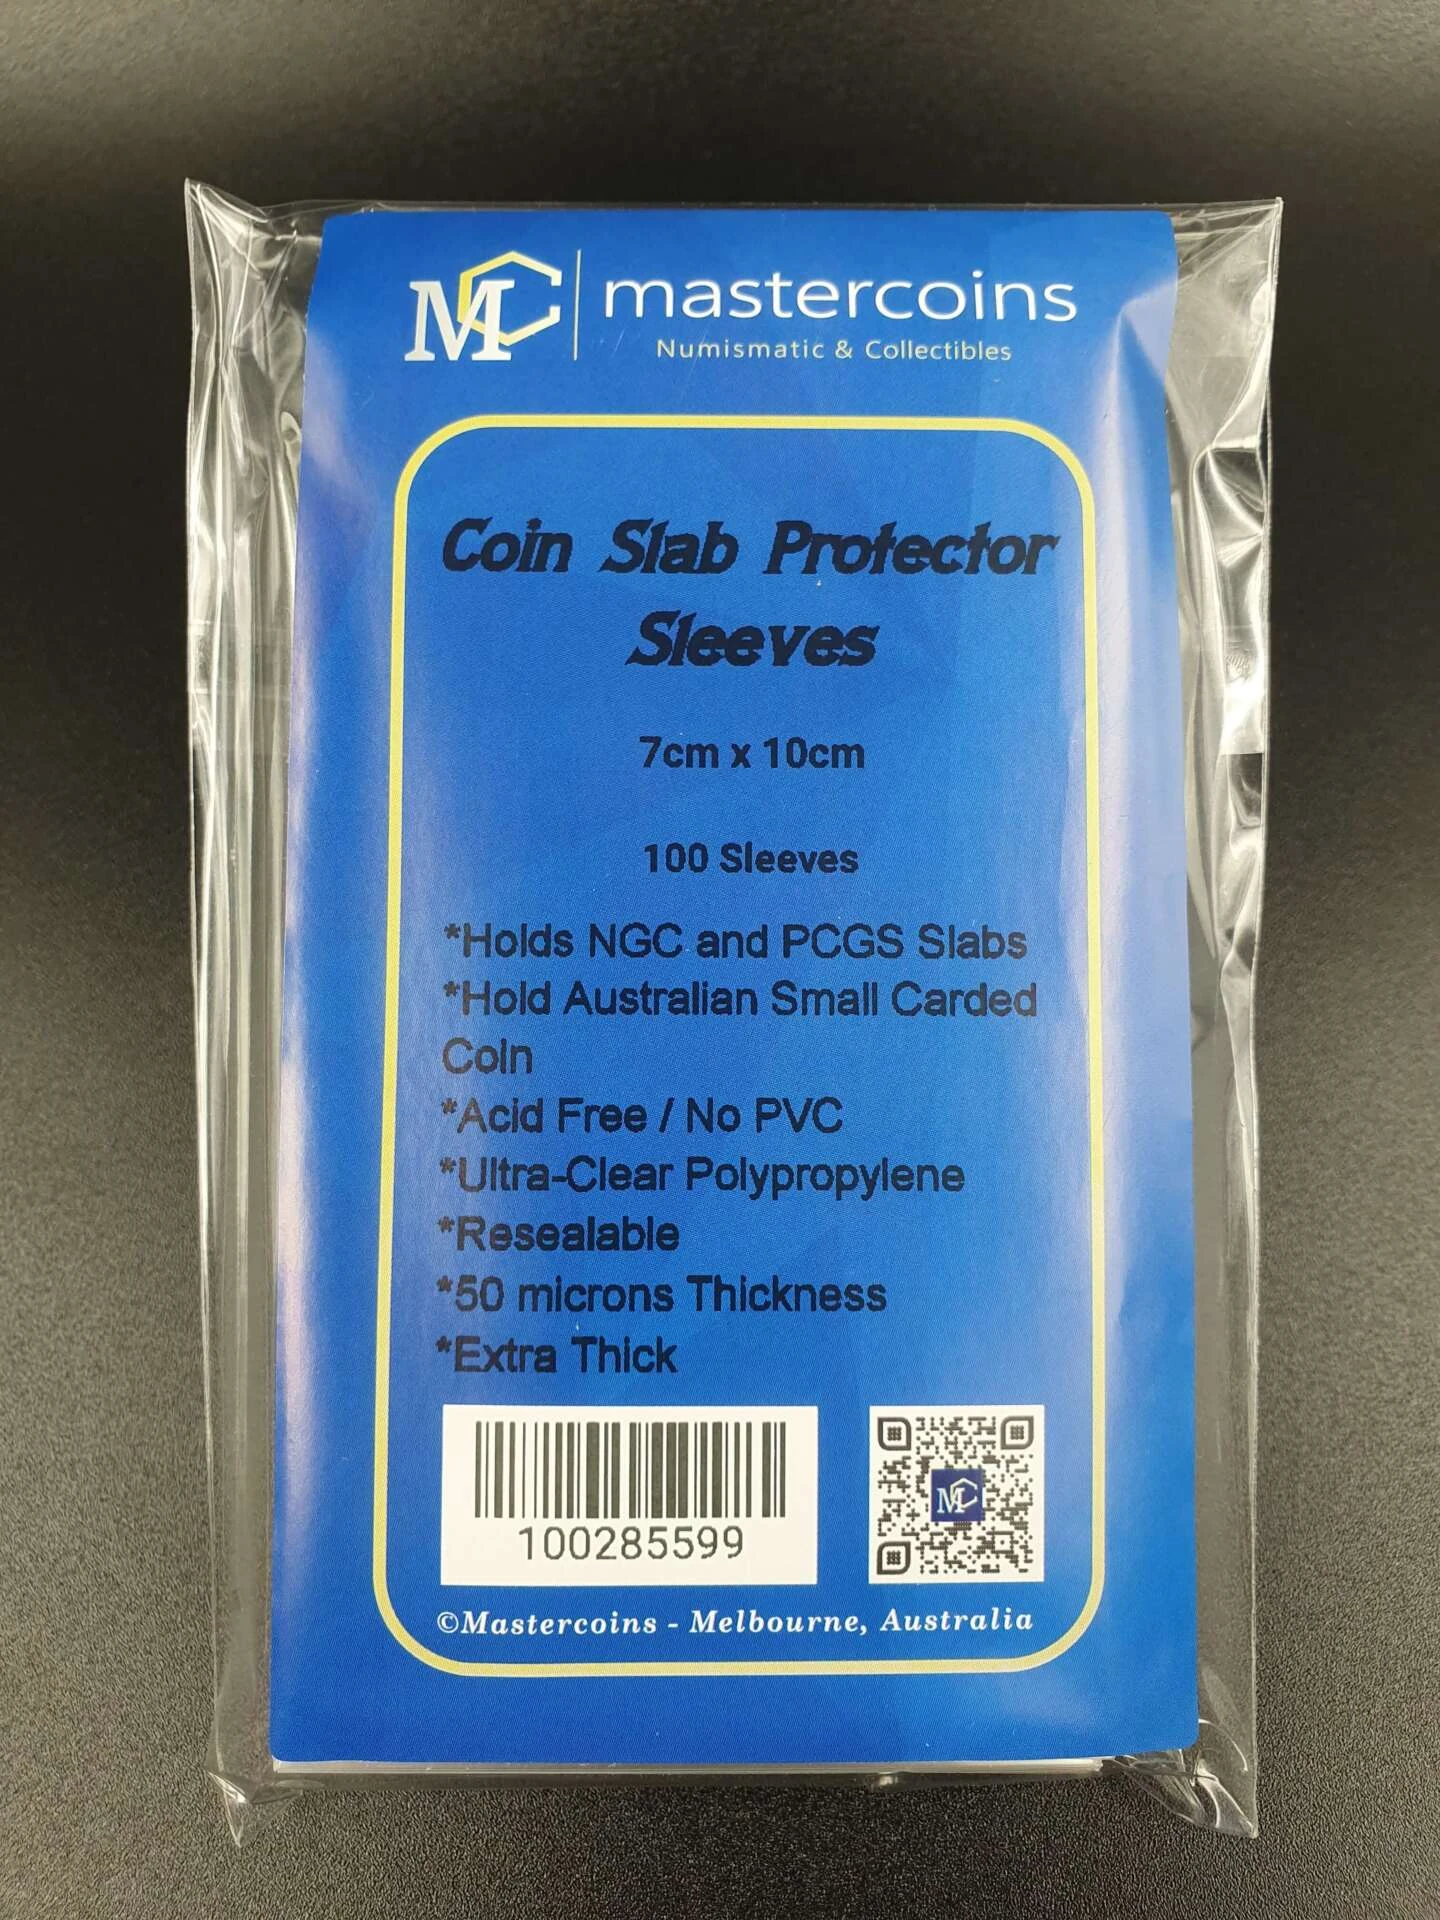 MC
mastercoins
Numismatic & Collectibles
Coin Slab Protector
Sleeves
7cm x 10cm
100 Sleeves
*Holds NGC and PCGS Slabs
*Hold Australian Small Carded
Coin
*Acid Free / No PVC
*Ultra-Clear Polypropylene
*Resealable
*50 microns Thickness
*Extra Thick
100285599
MC
©Mastercoins - Melbourne, Australia